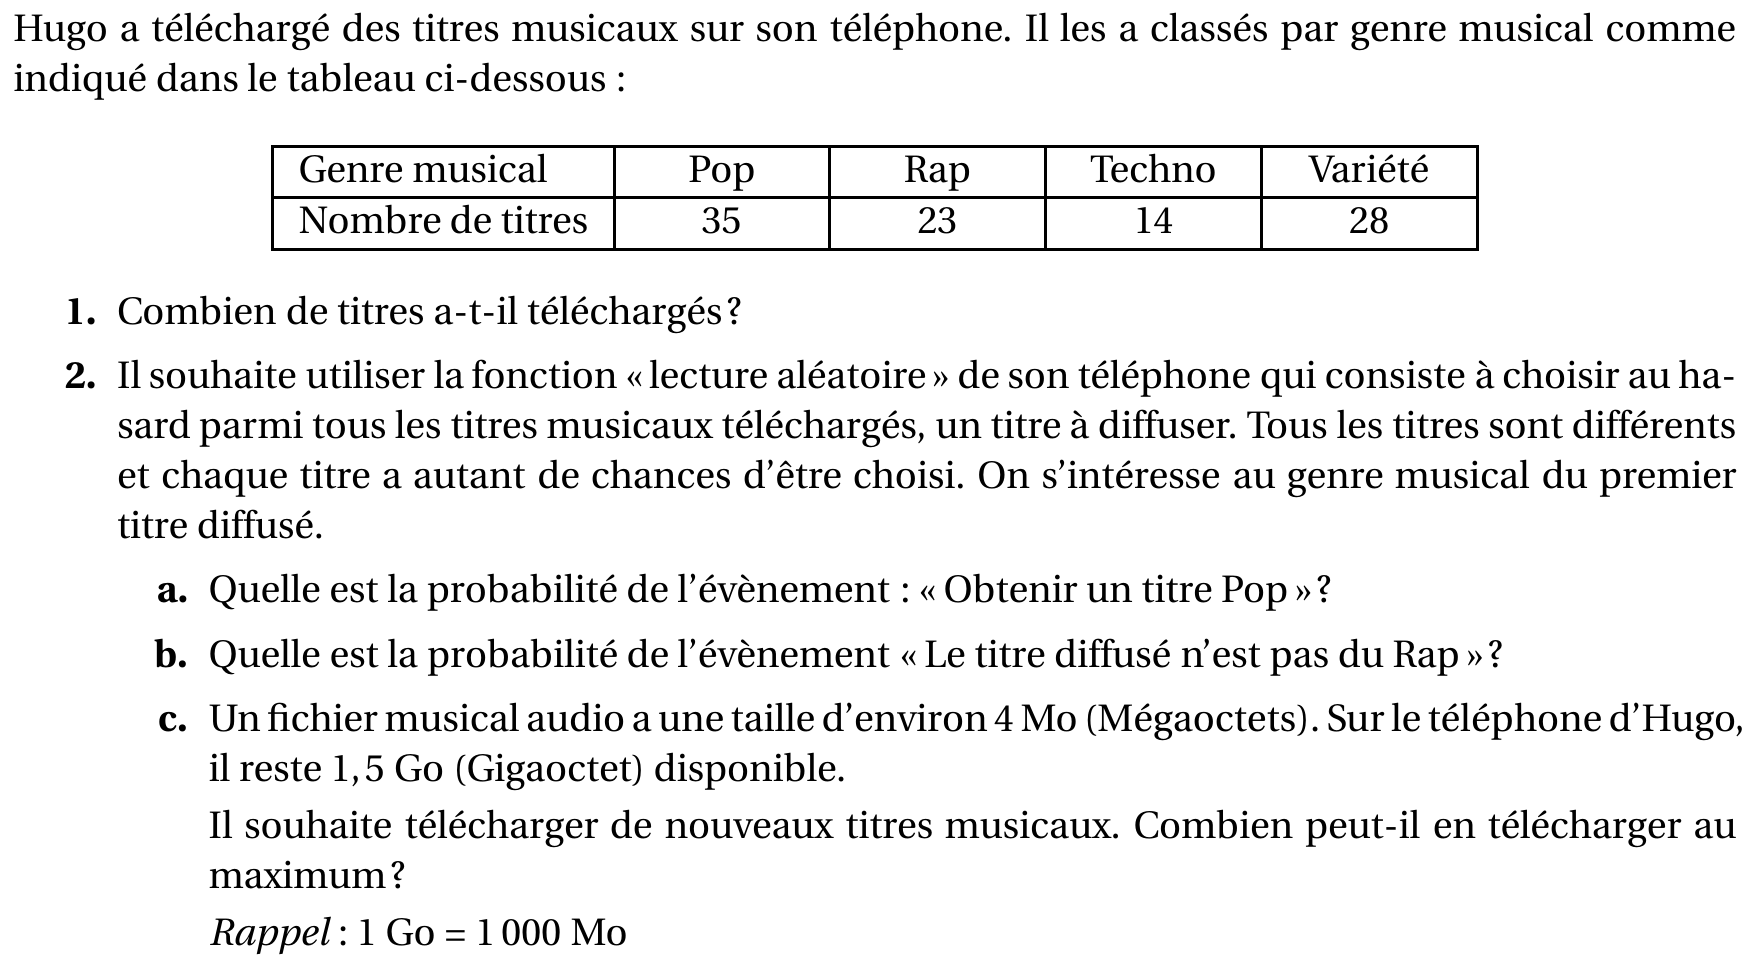 Hugo a téléchargé des titres musicaux sur son téléphone. Il les a classés par genre musical comme
indiqué dans le tableau ci-dessous :
Genre musical Pop Rap Techno Variété
Nombre de titres 35 23 14 28
1. Combien de titres a-t-il téléchargés?
2. Il souhaite utiliser la fonction « lecture aléatoire » de son téléphone qui consiste à choisir au ha-
sard parmi tous les titres musicaux téléchargés, un titre à diffuser. Tous les titres sont différents
et chaque titre a autant de chances d'être choisi. On s'intéresse au genre musical du premier
titre diffusé.
a. Quelle est la probabilité de l'évènement : « Obtenir un titre Pop »?
b. Quelle est la probabilité de l'évènement « Le titre diffusé n'est pas du Rap »?
c. Un fichier musical audio a une taille d'environ 4 Mo (Mégaoctets). Sur le téléphone d'Hugo,
il reste 1,5 Go (Gigaoctet) disponible.
Il souhaite télécharger de nouveaux titres musicaux. Combien peut-il en télécharger au
maximum?
Rappel : 1 Go = 1 000 Mo